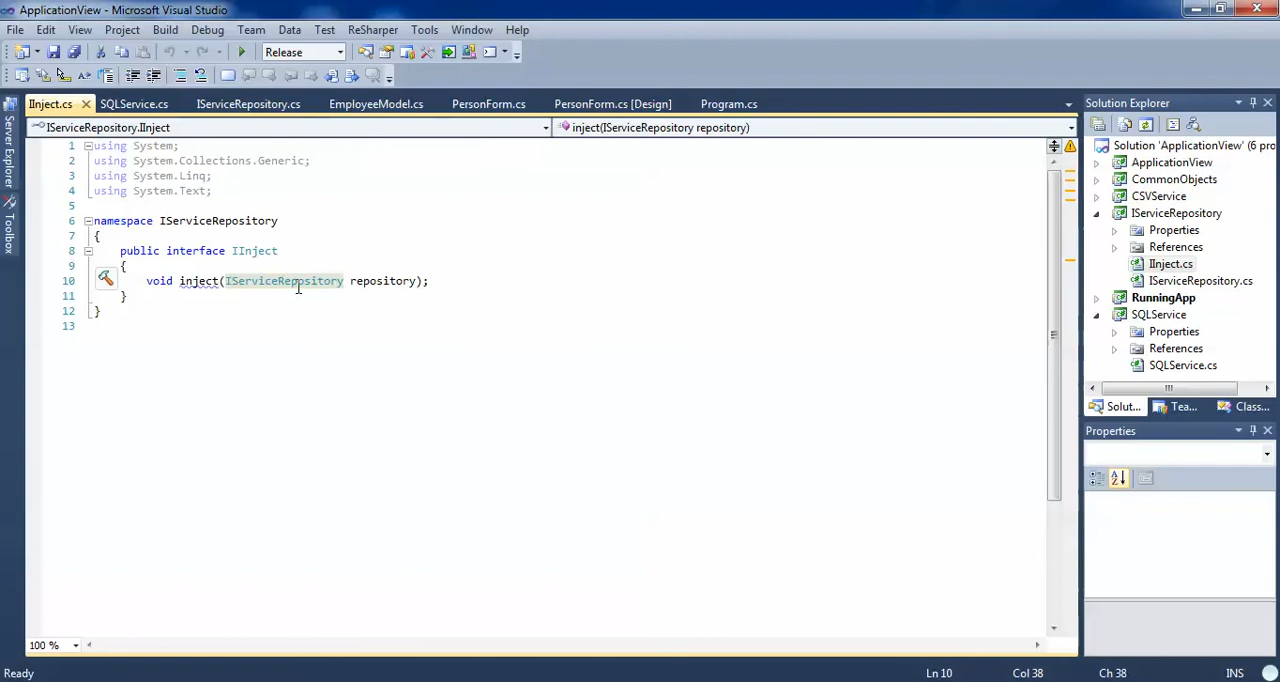 ApplicationView - Microsoft Visual Studio
File Edit View Project Build Debug Team Data Test ReSharper Tools Window Help
Release
IInject.cs SQLService.cs IServiceRepository.cs EmployeeModel.cs PersonForm.cs PersonForm.cs [Design] Program.cs
IServiceRepository.IInject inject(IServiceRepository repository)
Server Explorer
Toolbox
1 using System;
2 using System.Collections.Generic;
3 using System.Linq;
4 using System.Text;
5
6 namespace IServiceRepository
7 {
8 public interface IInject
9 {
10 void inject(IServiceRepository repository);
11 }
12 }
13
100 %
Solution Explorer
Solution 'ApplicationView' (6 pro
ApplicationView
CommonObjects
CSVService
IServiceRepository
Properties
References
IInject.cs
IServiceRepository.cs
RunningApp
SQLService
Properties
References
SQLService.cs
Solut... Tea... Class...
Properties
Ready Ln 10 Col 38 Ch 38 INS